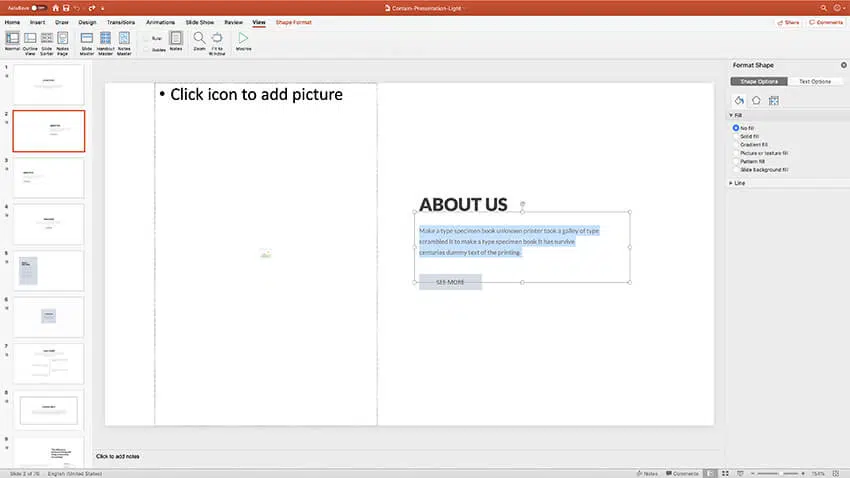 AutoSave OFF
Contain-Presentation-Light
Home Insert Draw Design Transitions Animations Slide Show Review View Shape Format
Share Comments
Normal Outline View Slide Sorter Notes Page Slide Master Handout Master Notes Master Ruler Guides Notes Zoom Fit to Window Macros
Format Shape
Shape Options Text Options
Fill
No fill
Solid fill
Gradient fill
Picture or texture fill
Pattern fill
Slide background fill
Line
1
2
ABOUT US
3
4
5
6
7
8
9
• Click icon to add picture
ABOUT US
Make a type specimen book unknown printer took a galley of type
scrambled it to make a type specimen book It has survive
centuries dummy text of the printing.
SEE MORE
Click to add notes
Slide 2 of 76 English (United States) Notes Comments 154%